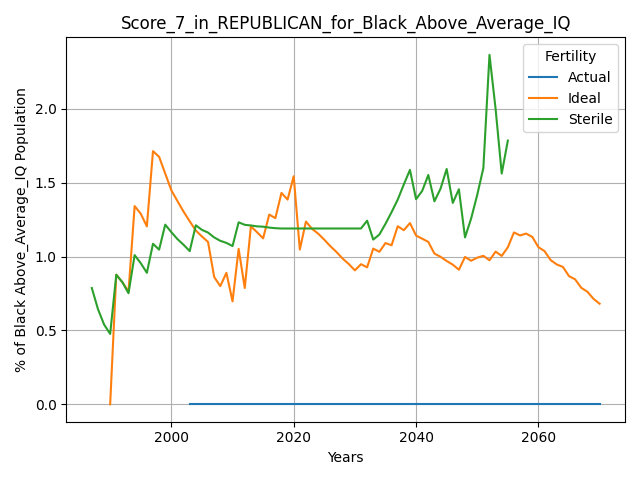 Score_7_in_REPUBLICAN_for_Black_Above_Average_IQ
Fertility
Actual
Ideal
Sterile
% of Black Above_Average_IQ Population
2.0
1.5
1.0
0.5
0.0
2000
2020
2040
2060
Years